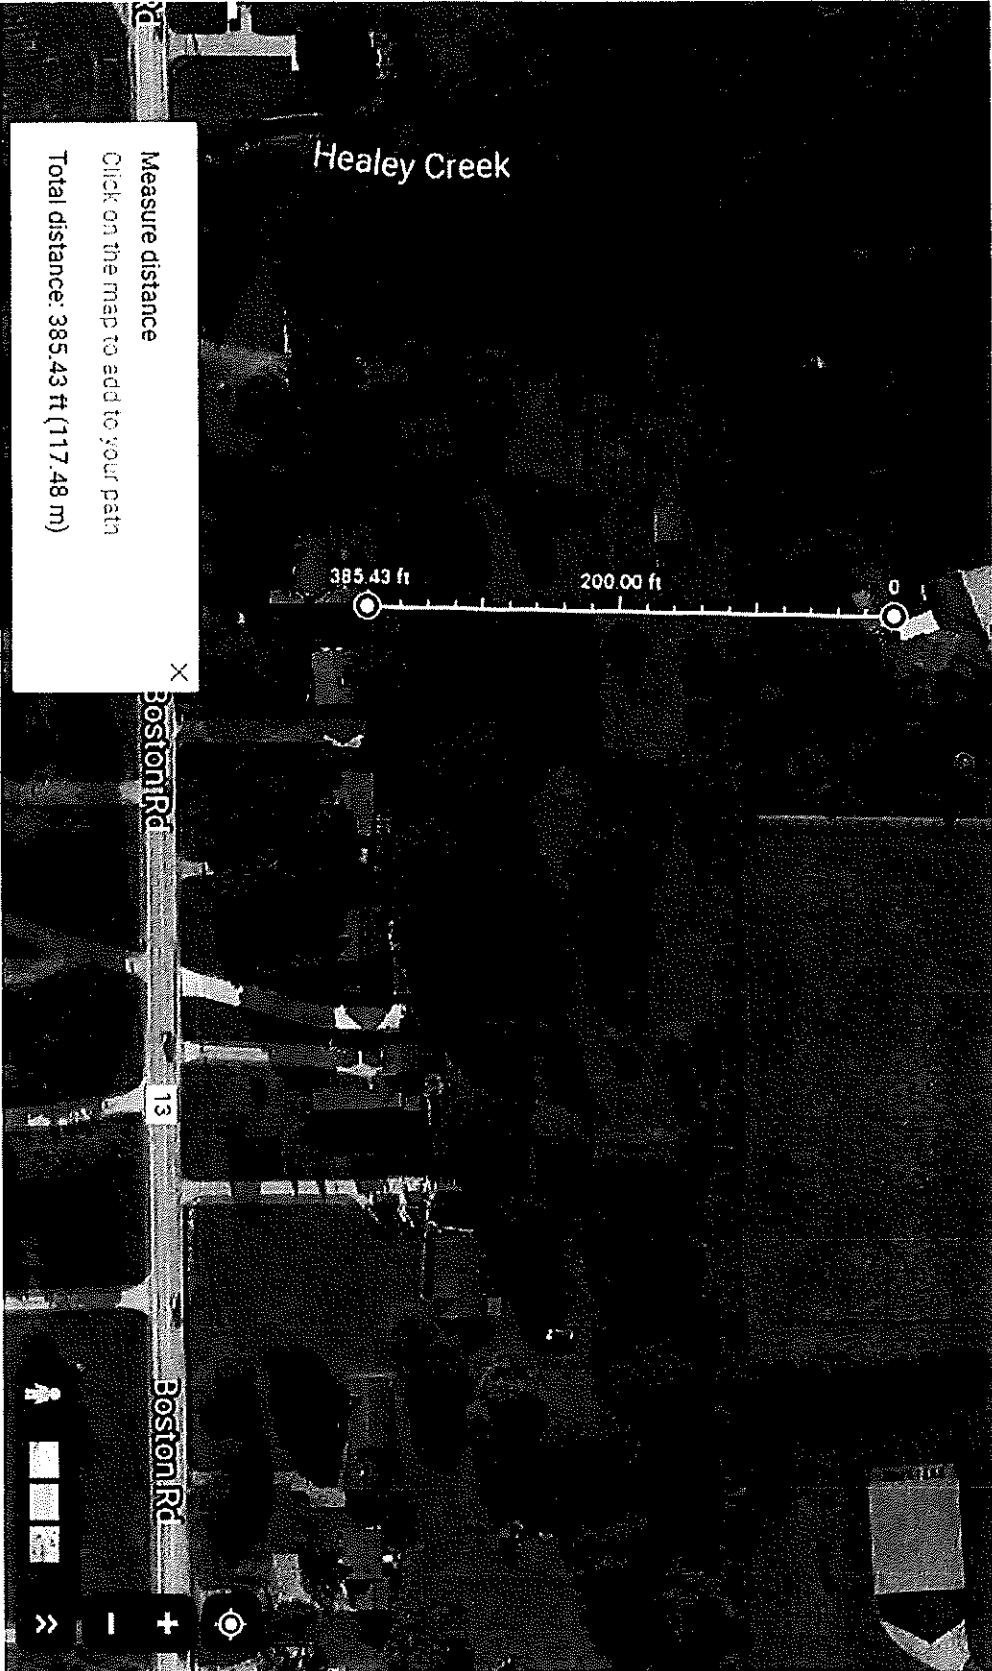 Rd
Healey Creek
Measure distance
Click on the map to add to your path
Total distance: 385.43 ft (117.48 m)
385.43 ft
200.00 ft
0
Boston Rd
13
Boston Rd